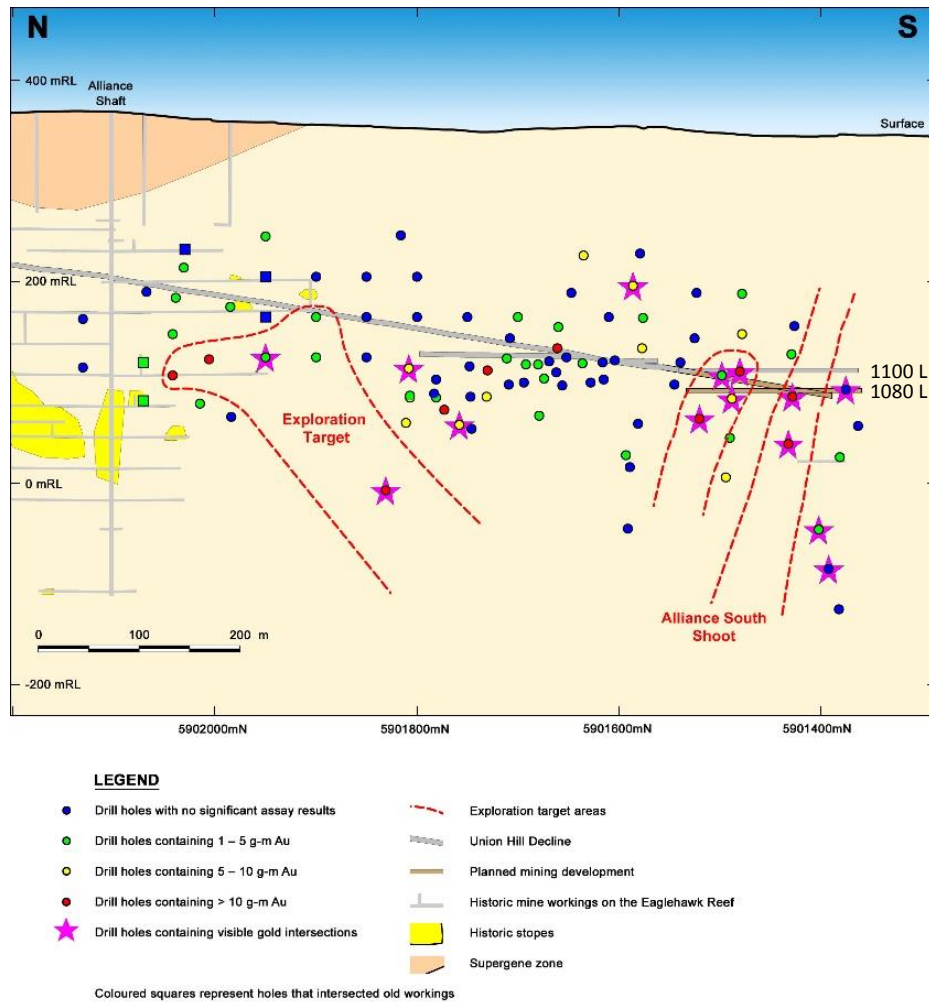 N
S
400 mRL
Alliance
Shaft
Surface
200 mRL
1100 L
1080 L
Exploration
Target
0 mRL
Alliance South
Shoot
0 100 200 m
-200 mRL
5902000mN 5901800mN 5901600mN 5901400mN
LEGEND
Drill holes with no significant assay results
Drill holes containing 1 – 5 g-m Au
Drill holes containing 5 – 10 g-m Au
Drill holes containing > 10 g-m Au
Drill holes containing visible gold intersections
Exploration target areas
Union Hill Decline
Planned mining development
Historic mine workings on the Eaglehawk Reef
Historic stopes
Supergene zone
Coloured squares represent holes that intersected old workings